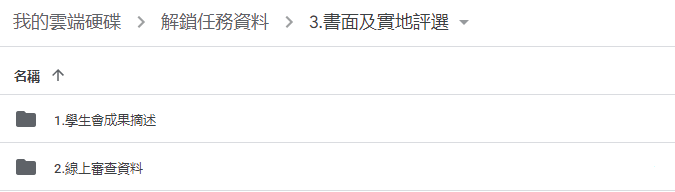 我的雲端硬碟 > 解鎖任務資料 > 3.書面及實地評選
名稱 ↑
1.學生會成果摘述
2.線上審查資料